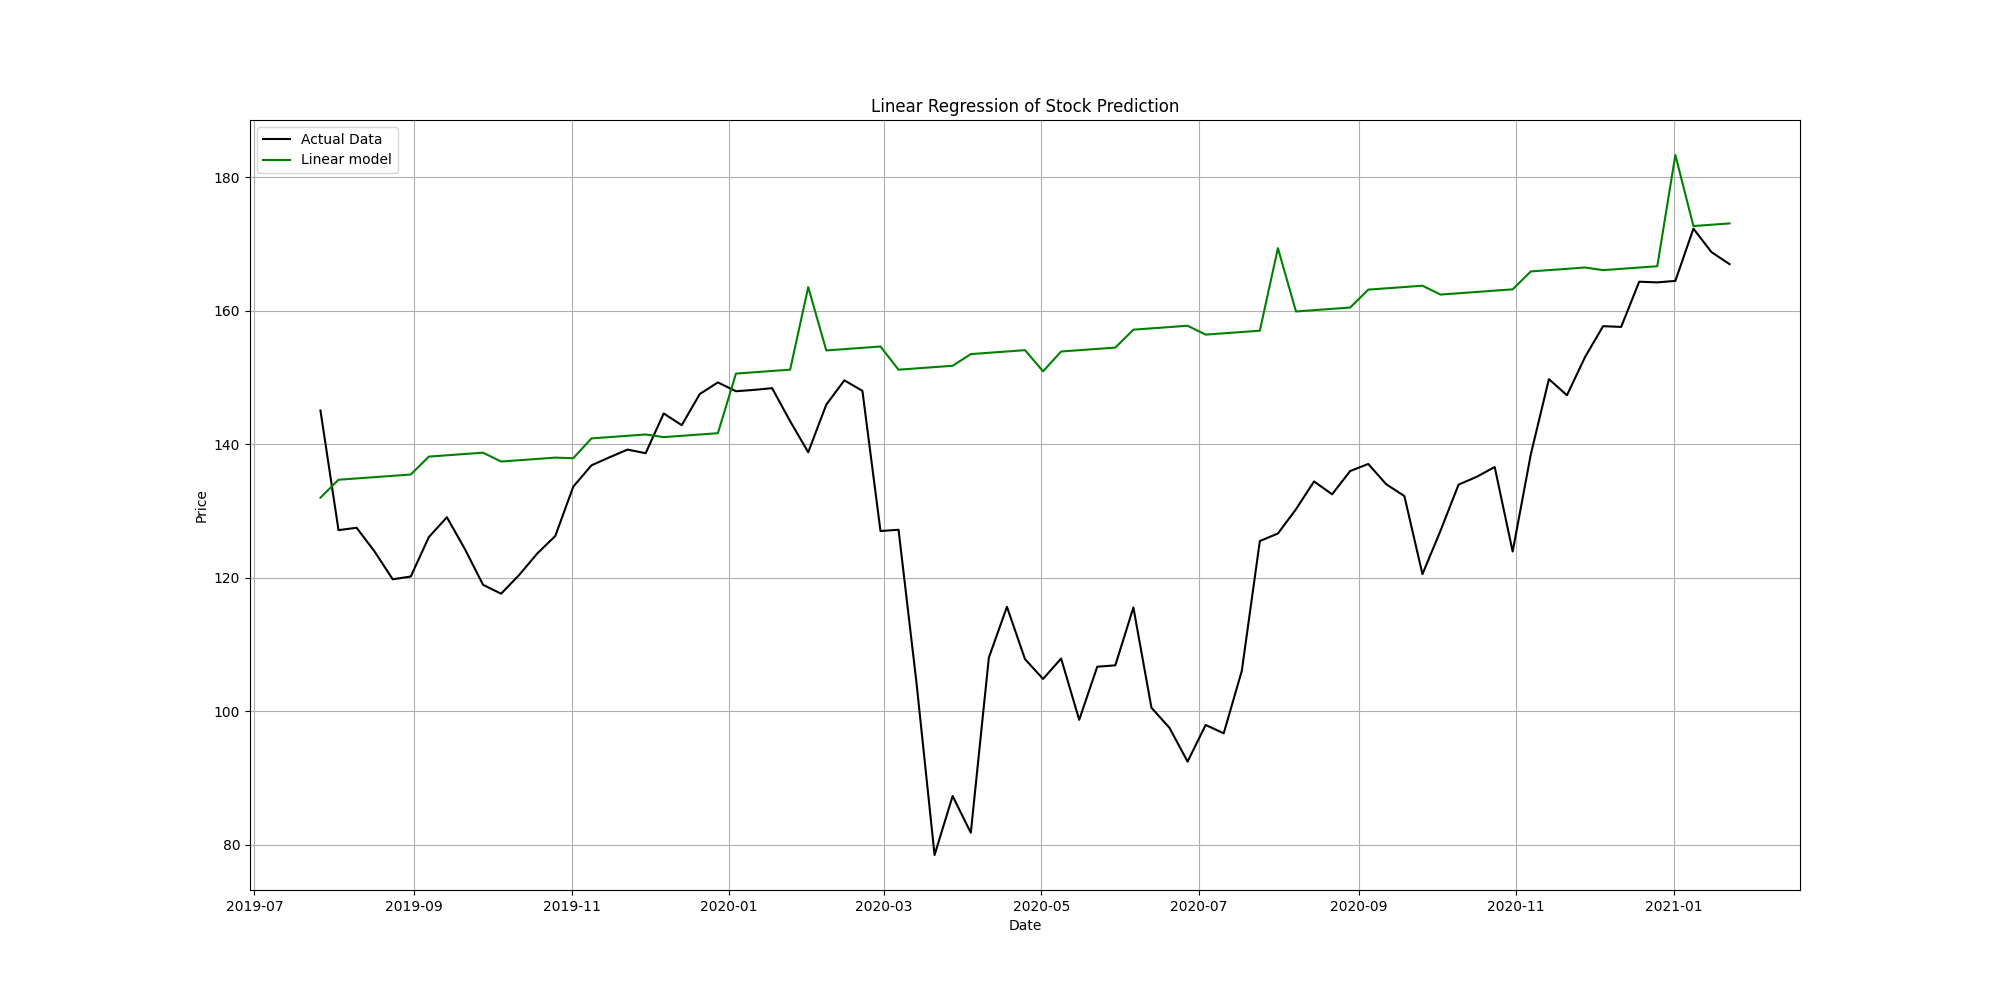 Linear Regression of Stock Prediction
Actual Data
Linear model
180
160
140
120
100
80
Price
2019-07 2019-09 2019-11 2020-01 2020-03 2020-05 2020-07 2020-09 2020-11 2021-01
Date